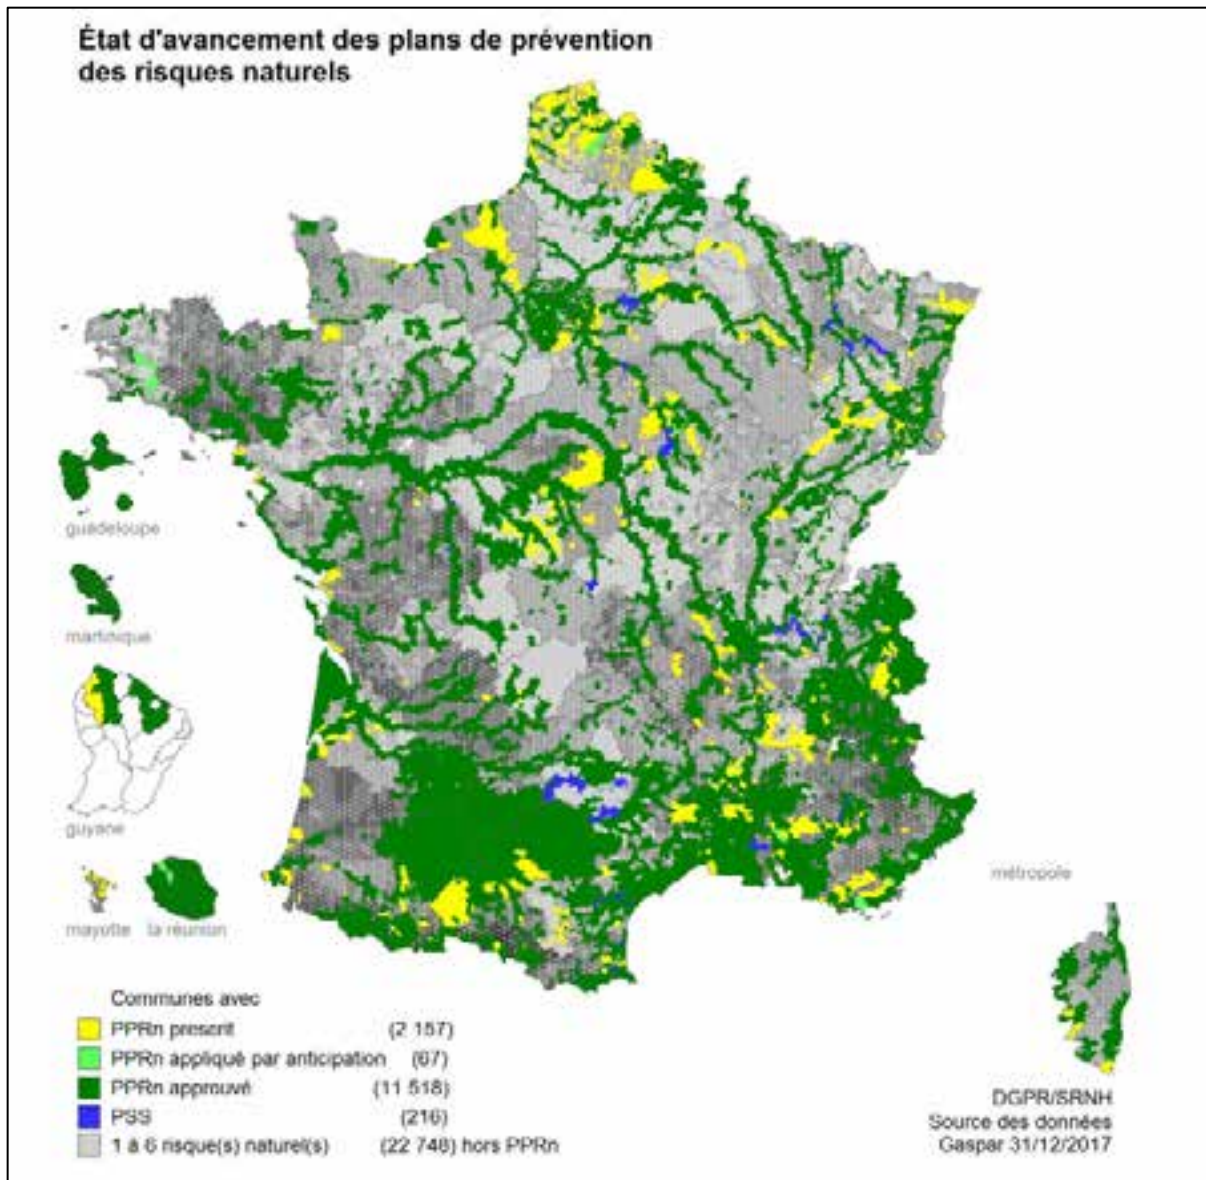 État d'avancement des plans de prévention
des risques naturels
guadeloupe
martinique
guyane
mayotte
la réunion
métropole
Communes avec
PPRn prescrit (2 157)
PPRn appliqué par anticipation (67)
PPRn approuvé (11 518)
PSS (216)
1 à 6 risque(s) naturel(s) (22 748) hors PPRn
DGPR/SRNH
Source des données
Gaspar 31/12/2017